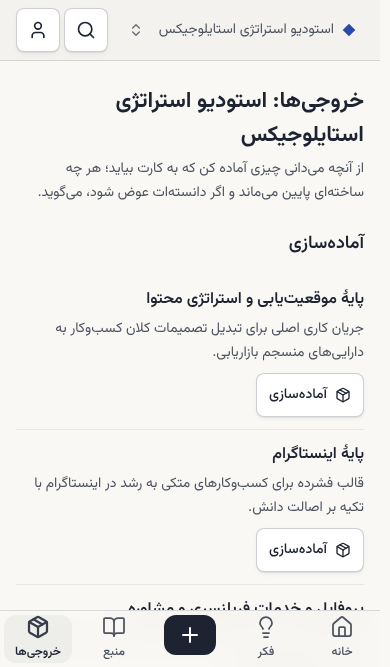 استودیو استراتژی استایلوجیکس
خروجی‌ها: استودیو استراتژی
استایلوجیکس
از آنچه می‌دانی چیزی آماده کن که به کارت بیاید؛ هر چه
ساخته‌ای پایین می‌ماند و اگر دانسته‌ات عوض شود، می‌گوید.
آماده‌سازی
پایهٔ موقعیت‌یابی و استراتژی محتوا
جریان کاری اصلی برای تبدیل تصمیمات کلان کسب‌وکار به
دارایی‌های منسجم بازاریابی.
آماده‌سازی
پایهٔ اینستاگرام
قالب فشرده برای کسب‌وکارهای متکی به رشد در اینستاگرام با
تکیه بر اصالت دانش.
آماده‌سازی
پروفایل و خدمات فریلنسری و مشاوره
خانه
فکر
منبع
خروجی‌ها